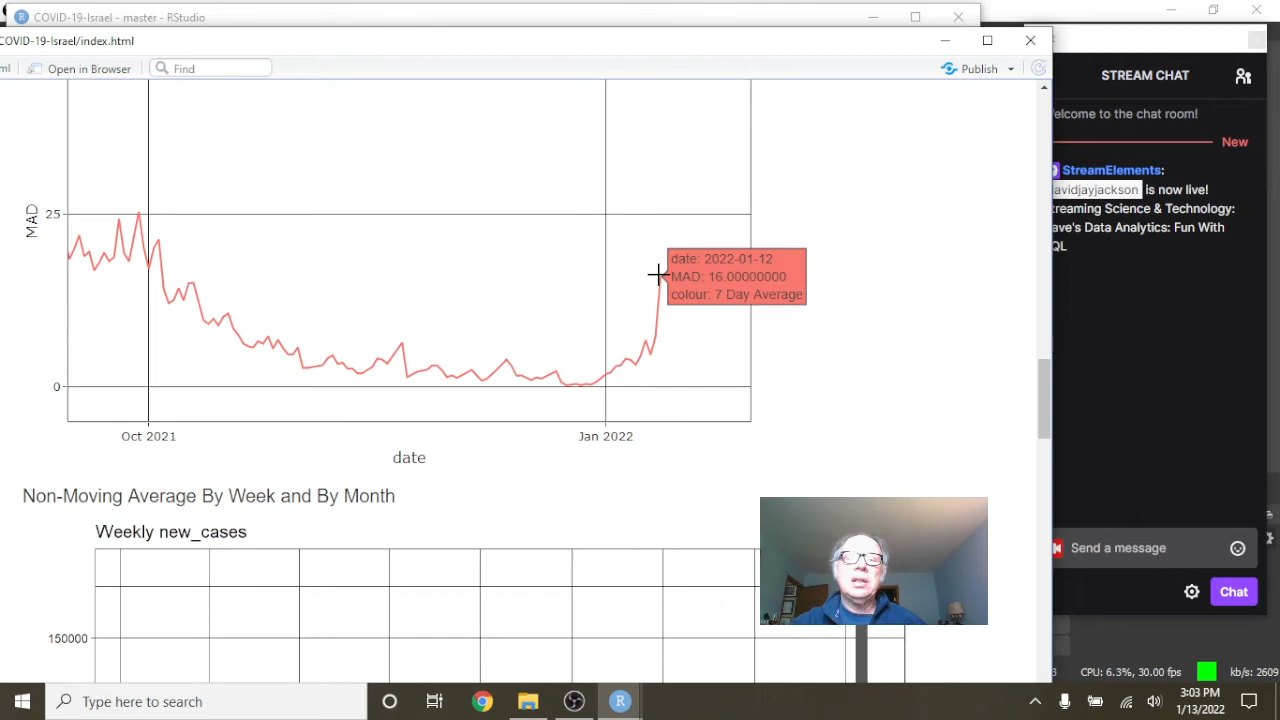 COVID-19-Israel - master - RStudio
COVID-19-Israel/index.html
ml
Open in Browser
Find
Publish
STREAM CHAT
elcome to the chat room!
New
StreamElements:
avidjayjackson is now live!
treaming Science & Technology:
ave's Data Analytics: Fun With
QL
MAD
25
0
date: 2022-01-12
MAD: 16.00000000
colour: 7 Day Average
Oct 2021
Jan 2022
date
Non-Moving Average By Week and By Month
Weekly new_cases
150000
Send a message
Chat
3
CPU: 6.3%, 30.00 fps
kb/s: 2609
Type here to search
3:03 PM
1/13/2022